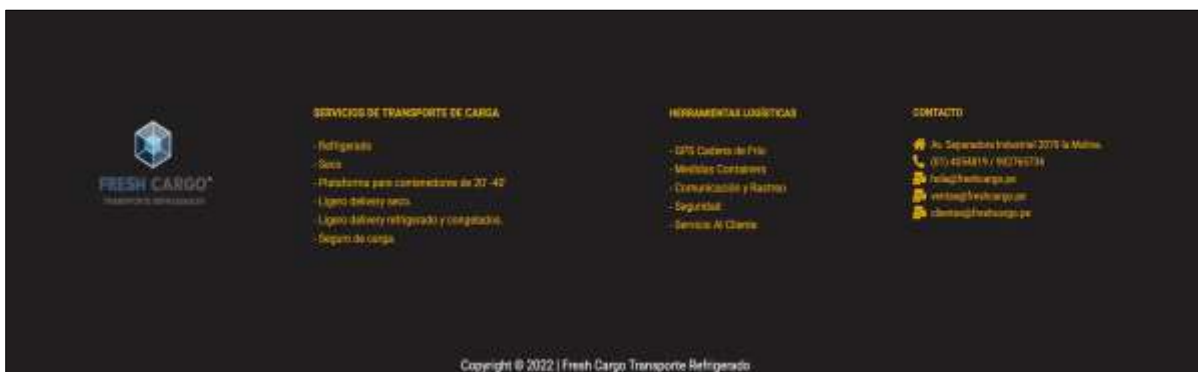 FRESH CARGO
TRANSPORTE REFRIGERADO
SERVICIOS DE TRANSPORTE DE CARGA
- Refrigerado
- Seco
- Plataforma para contenedores de 20'-40'
- Ligero delivery seco.
- Ligero delivery refrigerado y congelados.
- Seguro de carga
HERRAMIENTAS LOGÍSTICAS
- GPS Cadena de Frío
- Medidas Containers
- Comunicación y Rastreo
- Seguridad
- Servicio Al Cliente
CONTACTO
Av. Separadora Industrial la Molina.
(01)
hola@freshcargo.pe
ventas@freshcargo.pe
clientes@freshcargo.pe
Copyright © 2022 | Fresh Cargo Transporte Refrigerado